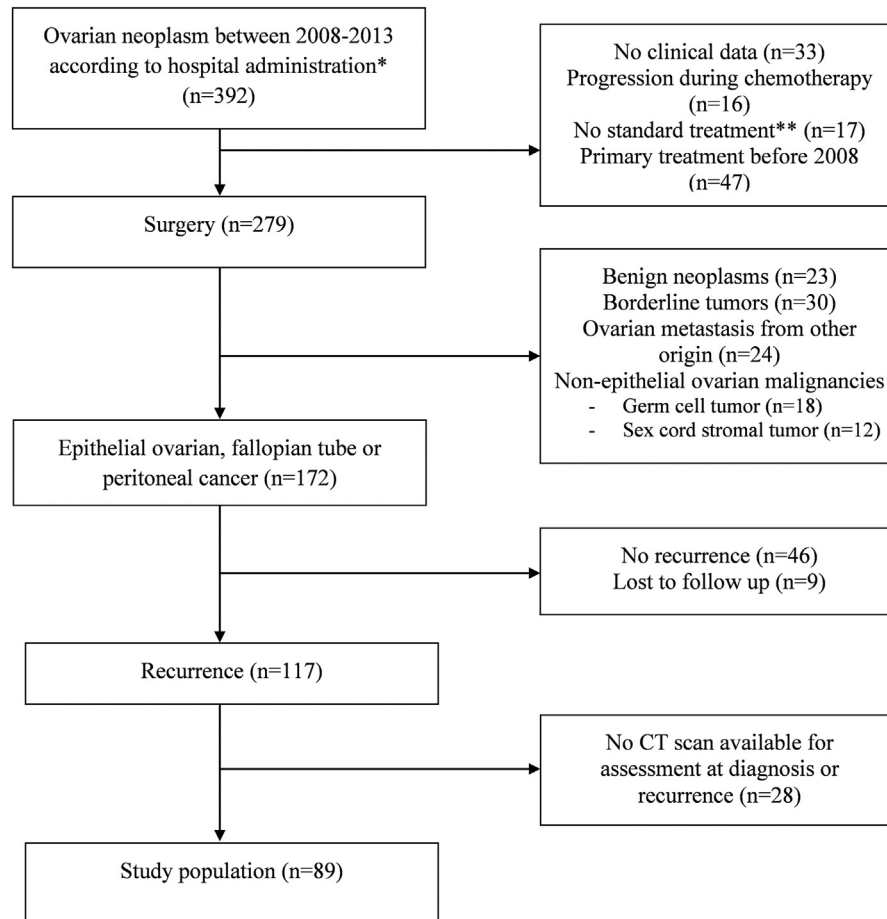 Ovarian neoplasm between 2008-2013
according to hospital administration*
(n=392)
No clinical data (n=33)
Progression during chemotherapy
(n=16)
No standard treatment** (n=17)
Primary treatment before 2008
(n=47)
Surgery (n=279)
Benign neoplasms (n=23)
Borderline tumors (n=30)
Ovarian metastasis from other
origin (n=24)
Non-epithelial ovarian malignancies
- Germ cell tumor (n=18)
- Sex cord stromal tumor (n=12)
Epithelial ovarian, fallopian tube or
peritoneal cancer (n=172)
No recurrence (n=46)
Lost to follow up (n=9)
Recurrence (n=117)
No CT scan available for
assessment at diagnosis or
recurrence (n=28)
Study population (n=89)